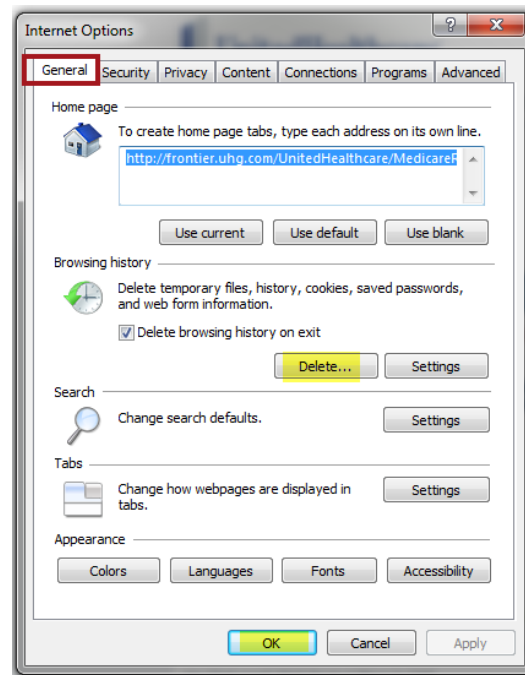 Internet Options
General Security Privacy Content Connections Programs Advanced
Home page
To create home page tabs, type each address on its own line.
http://frontier.uhg.com/UnitedHealthcare/MedicareR
Use current Use default Use blank
Browsing history
Delete temporary files, history, cookies, saved passwords,
and web form information.
Delete browsing history on exit
Delete... Settings
Search
Change search defaults. Settings
Tabs
Change how webpages are displayed in
tabs.
Settings
Appearance
Colors Languages Fonts Accessibility
OK Cancel Apply